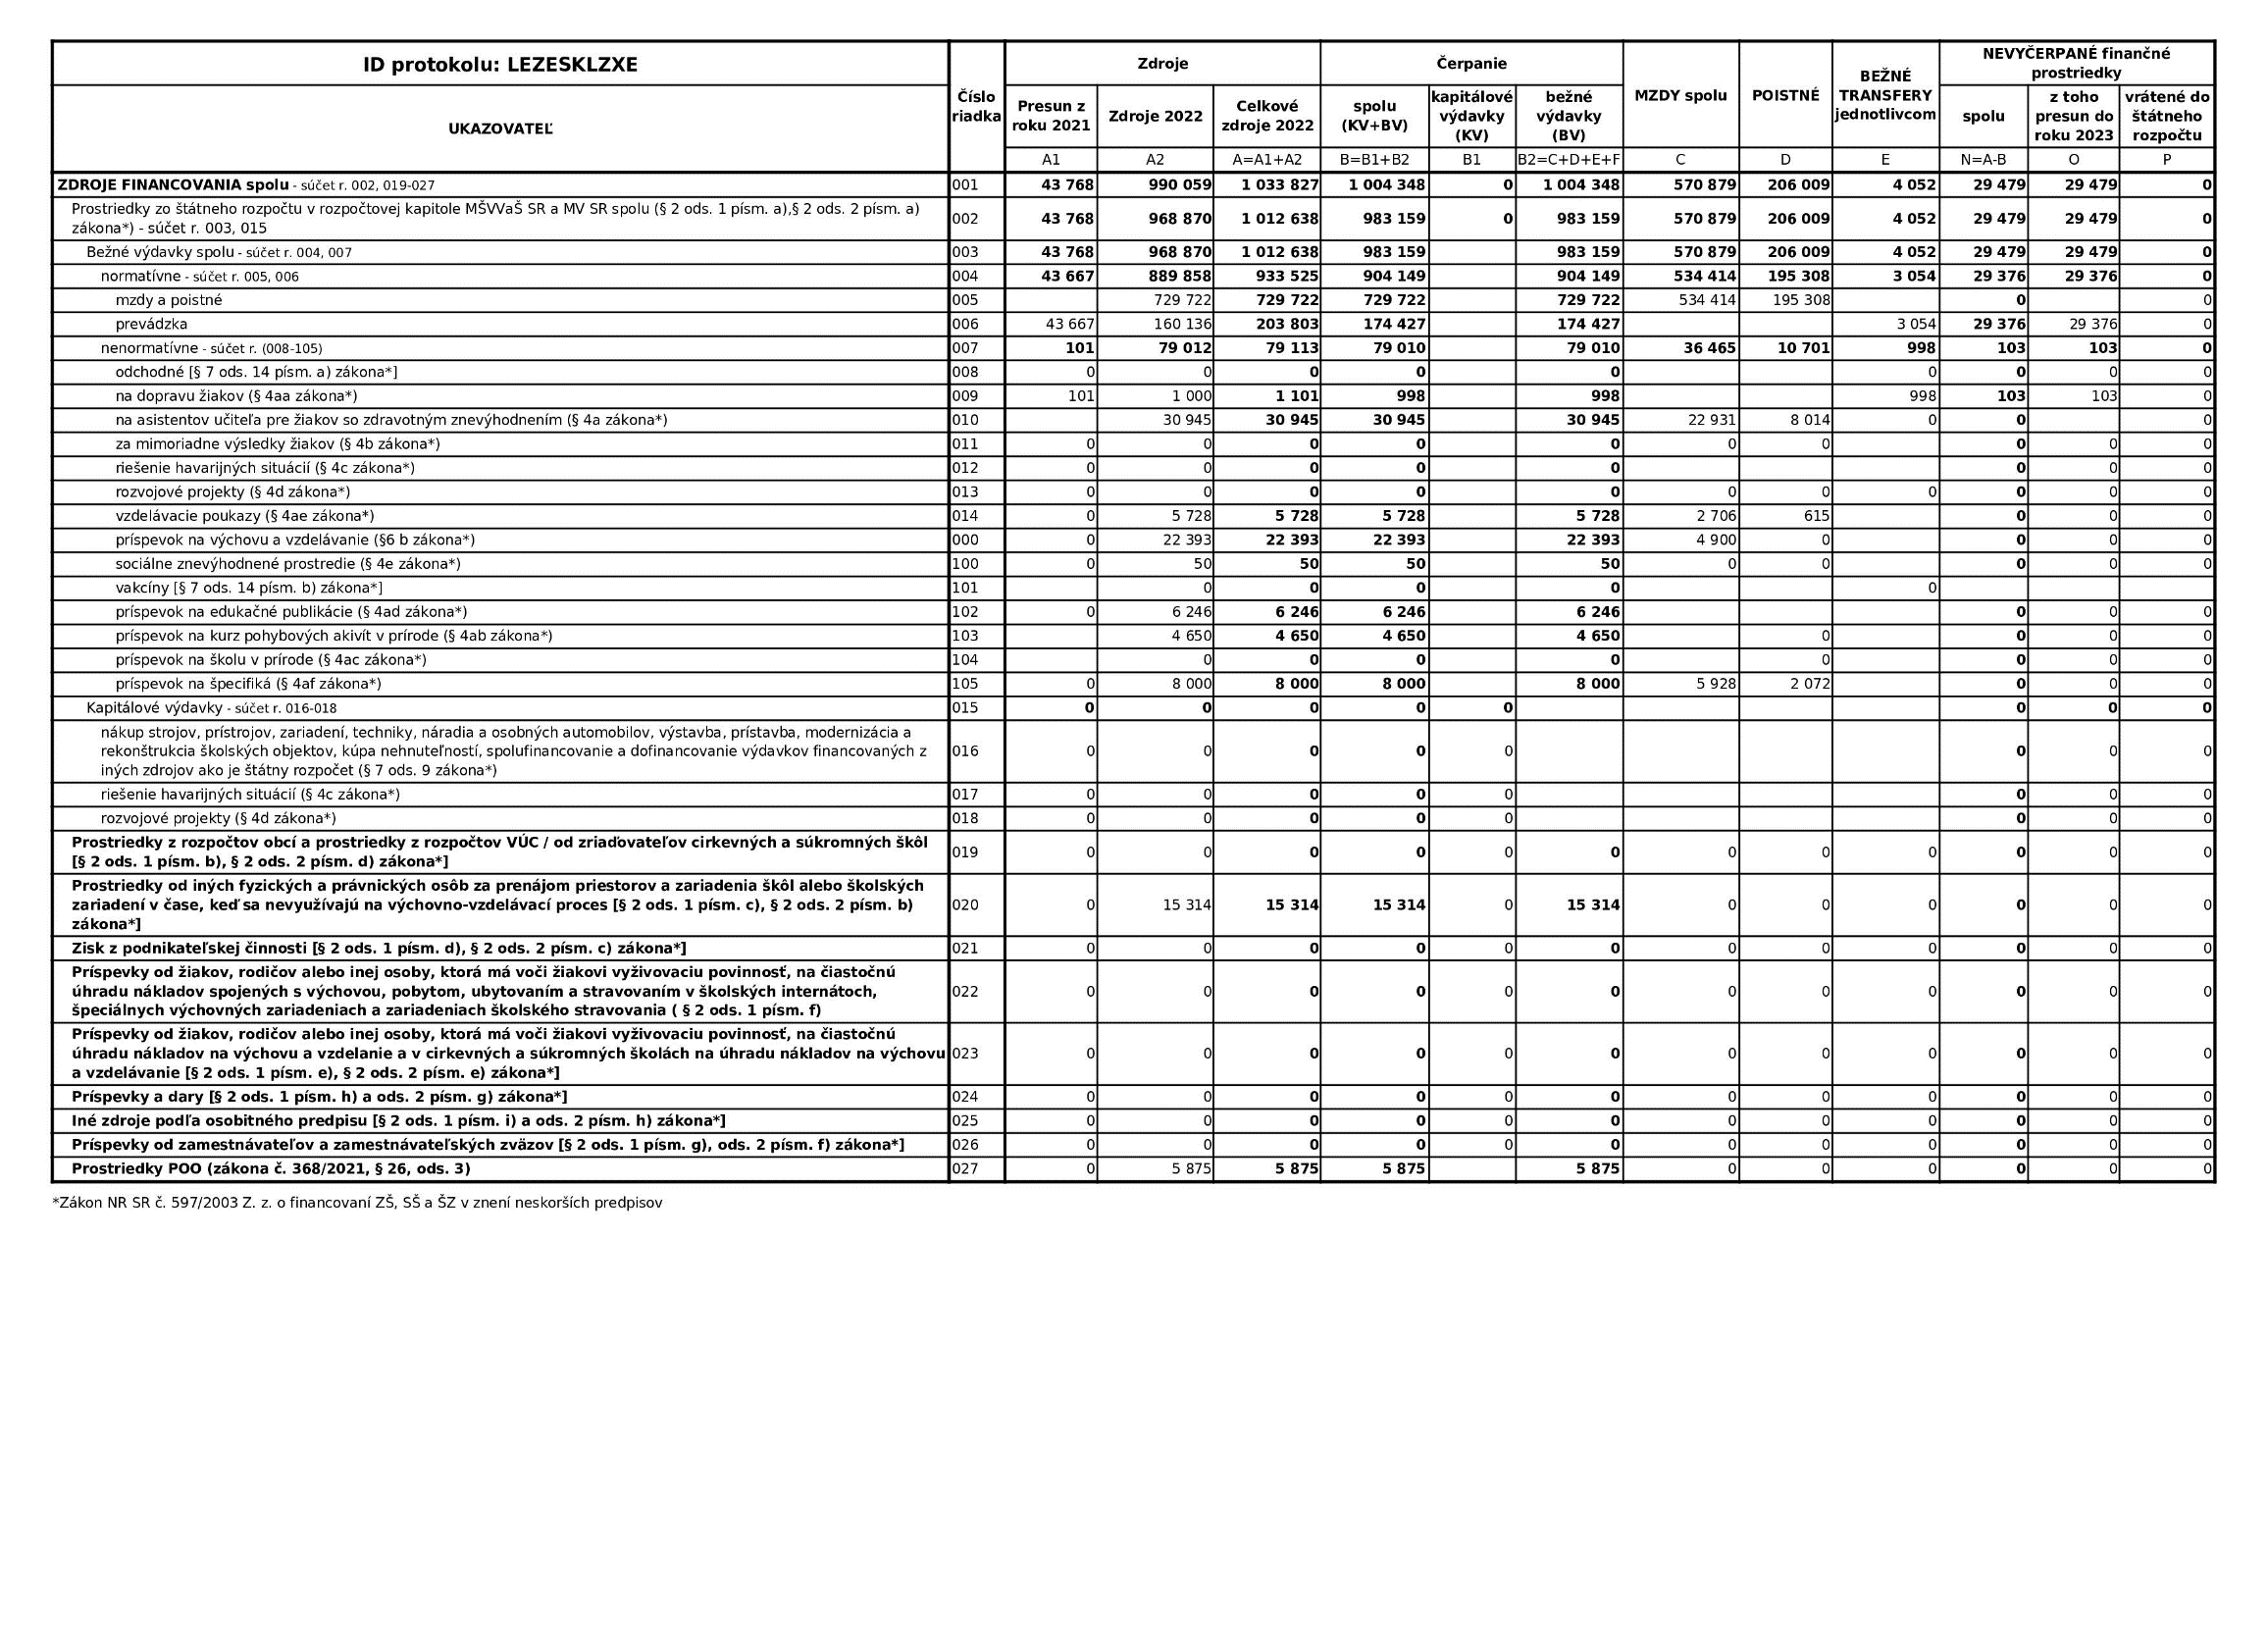 ID protokolu: LEZESKLZXE
Číslo riadka
Zdroje
Čerpanie
MZDY spolu
POISTNÉ
BEŽNÉ TRANSFERY jednotlivcom
NEVYČERPANÉ finančné prostriedky
UKAZOVATEĽ
Presun z roku 2021
Zdroje 2022
Celkové zdroje 2022
spolu (KV+BV)
kapitálové výdavky (KV)
bežné výdavky (BV)
spolu
z toho presun do roku 2023
vrátené do štátneho rozpočtu
A1 A2 A=A1+A2 B=B1+B2 B1 B2=C+D+E+F C D E N=A-B O P
ZDROJE FINANCOVANIA spolu - súčet r. 002, 019-027 001 43 768 990 059 1 033 827 1 004 348 0 1 004 348 570 879 206 009 4 052 29 479 29 479 0
Prostriedky zo štátneho rozpočtu v rozpočtovej kapitole MŠVVaŠ SR a MV SR spolu (§ 2 ods. 1 písm. a),§ 2 ods. 2 písm. a)
zákona*) - súčet r. 003, 015 002 43 768 968 870 1 012 638 983 159 0 983 159 570 879 206 009 4 052 29 479 29 479 0
Bežné výdavky spolu - súčet r. 004, 007 003 43 768 968 870 1 012 638 983 159 983 159 570 879 206 009 4 052 29 479 29 479 0
normatívne - súčet r. 005, 006 004 43 667 889 858 933 525 904 149 904 149 534 414 195 308 3 054 29 376 29 376 0
mzdy a poistné 005 729 722 729 722 729 722 729 722 534 414 195 308 0 0
prevádzka 006 43 667 160 136 203 803 174 427 174 427 3 054 29 376 29 376 0
nenormatívne - súčet r. (008-105) 007 101 79 012 79 113 79 010 79 010 36 465 10 701 998 103 103 0
odchodné [§ 7 ods. 14 písm. a) zákona*] 008 0 0 0 0 0 0 0 0 0
na dopravu žiakov (§ 4aa zákona*) 009 101 1 000 1 101 998 998 998 103 103 0
na asistentov učiteľa pre žiakov so zdravotným znevýhodnením (§ 4a zákona*) 010 30 945 30 945 30 945 30 945 22 931 8 014 0 0 0
za mimoriadne výsledky žiakov (§ 4b zákona*) 011 0 0 0 0 0 0 0 0 0 0
riešenie havarijných situácií (§ 4c zákona*) 012 0 0 0 0 0 0 0 0
rozvojové projekty (§ 4d zákona*) 013 0 0 0 0 0 0 0 0 0 0 0
vzdelávacie poukazy (§ 4ae zákona*) 014 0 5 728 5 728 5 728 5 728 2 706 615 0 0 0
príspevok na výchovu a vzdelávanie (§6 b zákona*) 000 0 22 393 22 393 22 393 22 393 4 900 0 0 0 0
sociálne znevýhodnené prostredie (§ 4e zákona*) 100 0 50 50 50 50 0 0 0 0 0
vakcíny [§ 7 ods. 14 písm. b) zákona*] 101 0 0 0 0 0
príspevok na edukačné publikácie (§ 4ad zákona*) 102 0 6 246 6 246 6 246 6 246 0 0 0
príspevok na kurz pohybových akivít v prírode (§ 4ab zákona*) 103 4 650 4 650 4 650 4 650 0 0 0 0
príspevok na školu v prírode (§ 4ac zákona*) 104 0 0 0 0 0 0 0 0
príspevok na špecifiká (§ 4af zákona*) 105 0 8 000 8 000 8 000 8 000 5 928 2 072 0 0 0
Kapitálové výdavky - súčet r. 016-018 015 0 0 0 0 0 0 0 0
nákup strojov, prístrojov, zariadení, techniky, náradia a osobných automobilov, výstavba, prístavba, modernizácia a
rekonštrukcia školských objektov, kúpa nehnuteľností, spolufinancovanie a dofinancovanie výdavkov financovaných z
iných zdrojov ako je štátny rozpočet (§ 7 ods. 9 zákona*) 016 0 0 0 0 0 0 0 0
riešenie havarijných situácií (§ 4c zákona*) 017 0 0 0 0 0 0 0 0
rozvojové projekty (§ 4d zákona*) 018 0 0 0 0 0 0 0 0
Prostriedky z rozpočtov obcí a prostriedky z rozpočtov VÚC / od zriaďovateľov cirkevných a súkromných škôl
[§ 2 ods. 1 písm. b), § 2 ods. 2 písm. d) zákona*] 019 0 0 0 0 0 0 0 0 0 0 0 0
Prostriedky od iných fyzických a právnických osôb za prenájom priestorov a zariadenia škôl alebo školských
zariadení v čase, keď sa nevyužívajú na výchovno-vzdelávací proces [§ 2 ods. 1 písm. c), § 2 ods. 2 písm. b)
zákona*] 020 0 15 314 15 314 15 314 0 15 314 0 0 0 0 0 0
Zisk z podnikateľskej činnosti [§ 2 ods. 1 písm. d), § 2 ods. 2 písm. c) zákona*] 021 0 0 0 0 0 0 0 0 0 0 0 0
Príspevky od žiakov, rodičov alebo inej osoby, ktorá má voči žiakovi vyživovaciu povinnosť, na čiastočnú
úhradu nákladov spojených s výchovou, pobytom, ubytovaním a stravovaním v školských internátoch,
špeciálnych výchovných zariadeniach a zariadeniach školského stravovania ( § 2 ods. 1 písm. f) 022 0 0 0 0 0 0 0 0 0 0 0 0
Príspevky od žiakov, rodičov alebo inej osoby, ktorá má voči žiakovi vyživovaciu povinnosť, na čiastočnú
úhradu nákladov na výchovu a vzdelanie a v cirkevných a súkromných školách na úhradu nákladov na výchovu
a vzdelávanie [§ 2 ods. 1 písm. e), § 2 ods. 2 písm. e) zákona*] 023 0 0 0 0 0 0 0 0 0 0 0 0
Príspevky a dary [§ 2 ods. 1 písm. h) a ods. 2 písm. g) zákona*] 024 0 0 0 0 0 0 0 0 0 0 0 0
Iné zdroje podľa osobitného predpisu [§ 2 ods. 1 písm. i) a ods. 2 písm. h) zákona*] 025 0 0 0 0 0 0 0 0 0 0 0 0
Príspevky od zamestnávateľov a zamestnávateľských zväzov [§ 2 ods. 1 písm. g), ods. 2 písm. f) zákona*] 026 0 0 0 0 0 0 0 0 0 0 0 0
Prostriedky POO (zákona č. 368/2021, § 26, ods. 3) 027 0 5 875 5 875 5 875 5 875 0 0 0 0 0 0
*Zákon NR SR č. 597/2003 Z. z. o financovaní ZŠ, SŠ a ŠZ v znení neskorších predpisov